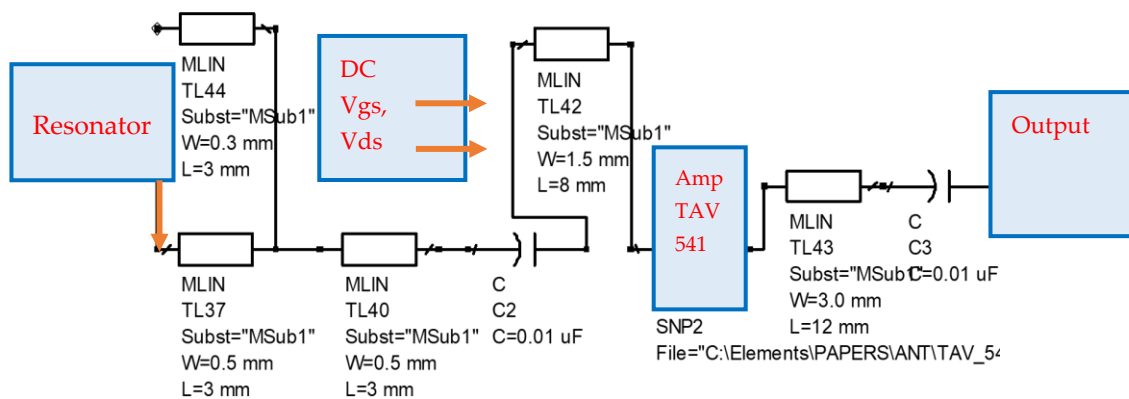 MLIN
TL44
Subst="MSub1"
W=0.3 mm
L=3 mm
Resonator
DC
Vgs,
Vds
MLIN
TL42
Subst="MSub1"
W=1.5 mm
L=8 mm
Output
Amp
TAV
541
MLIN
TL37
Subst="MSub1"
W=0.5 mm
L=3 mm
MLIN
TL40
Subst="MSub1"
W=0.5 mm
L=3 mm
C
C2
C=0.01 uF
SNP2
File="C:\Elements\PAPERS\ANT\TAV_54
MLIN
TL43
Subst="MSub1"
W=3.0 mm
L=12 mm
C
C3
C=0.01 uF